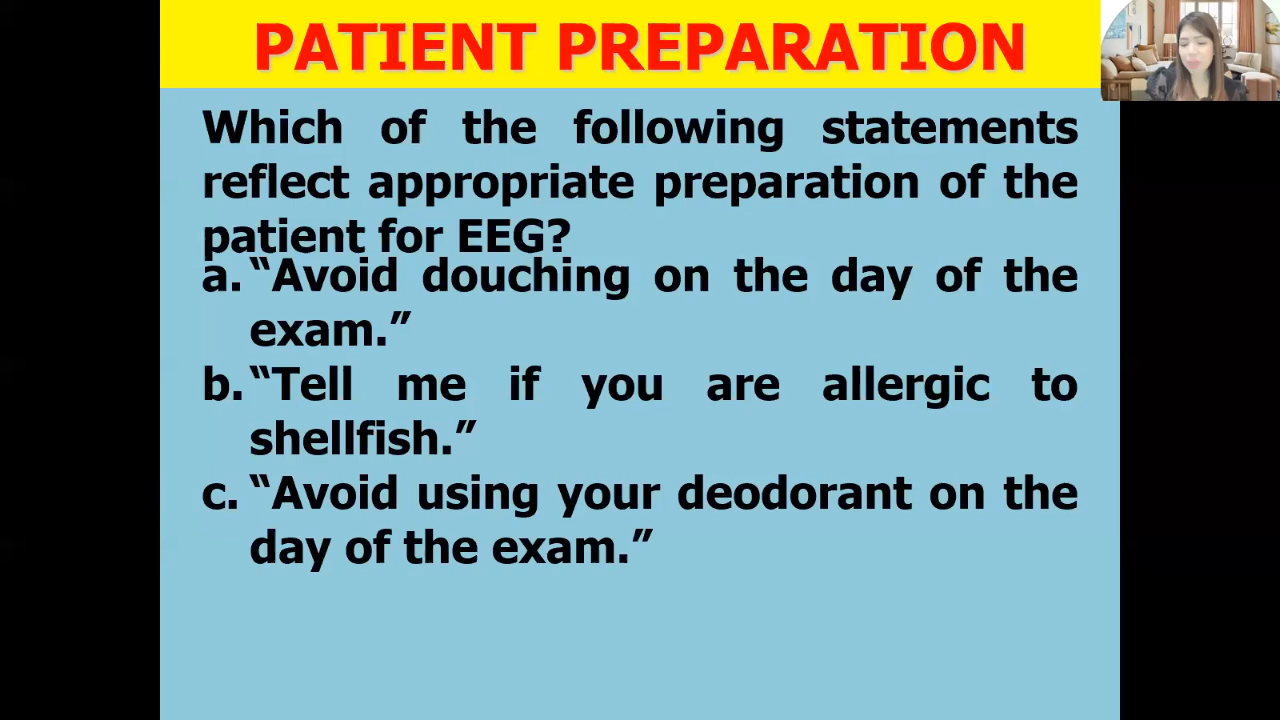 PATIENT PREPARATION
Which of the following statements
reflect appropriate preparation of the
patient for EEG?
a. “Avoid douching on the day of the
exam.”
b. “Tell me if you are allergic to
shellfish.”
c. “Avoid using your deodorant on the
day of the exam.”